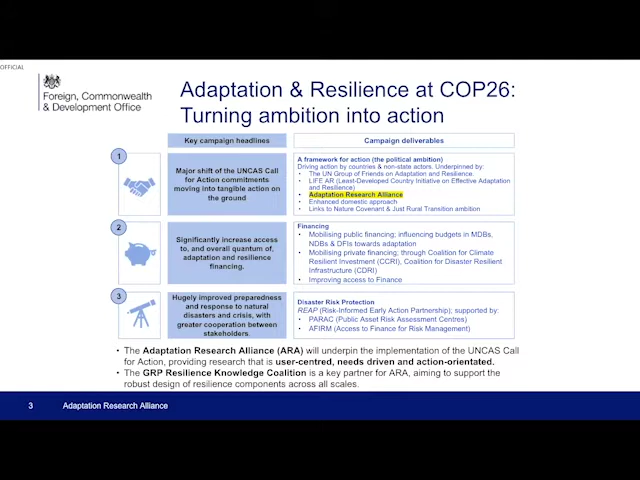 OFFICIAL
Foreign, Commonwealth
& Development Office
Adaptation & Resilience at COP26:
Turning ambition into action
Key campaign headlines
Campaign deliverables
1
Major shift of the UNCAS Call
for Action commitments
moving into tangible action on
the ground
A framework for action (the political ambition)
Driving action by countries & non-state actors. Underpinned by:
• The UN Group of Friends on Adaptation and Resilience.
• LIFE AR (Least-Developed Country Initiative on Effective Adaptation
and Resilience)
• Adaptation Research Alliance
• Enhanced domestic approach
• Links to Nature Covenant & Just Rural Transition ambition
2
Significantly increase access
to, and overall quantum of,
adaptation and resilience
financing.
Financing
• Mobilising public financing; influencing budgets in MDBs,
NDBs & DFIs towards adaptation
• Mobilising private financing; through Coalition for Climate
Resilient Investment (CCRI), Coalition for Disaster Resilient
Infrastructure (CDRI)
• Improving access to Finance
3
Hugely improved preparedness
and response to natural
disasters and crisis, with
greater cooperation between
stakeholders.
Disaster Risk Protection
REAP (Risk-Informed Early Action Partnership); supported by:
• PARAC (Public Asset Risk Assessment Centres)
• AFIRM (Access to Finance for Risk Management)
• The Adaptation Research Alliance (ARA) will underpin the implementation of the UNCAS Call
for Action, providing research that is user-centred, needs driven and action-orientated.
• The GRP Resilience Knowledge Coalition is a key partner for ARA, aiming to support the
robust design of resilience components across all scales.
3 Adaptation Research Alliance